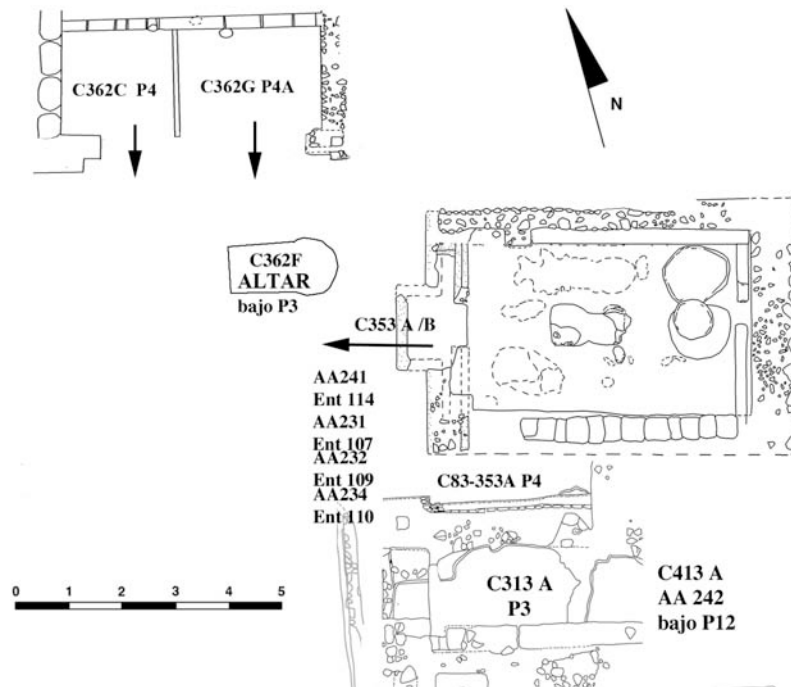 C362C P4
C362G P4A
N
C362F
ALTAR
bajo P3
C353 A /B
AA241
Ent 114
AA231
Ent 107
AA232
Ent 109
AA234
Ent 110
C83-353A P4
C313 A
P3
C413 A
AA 242
bajo P12
0 1 2 3 4 5